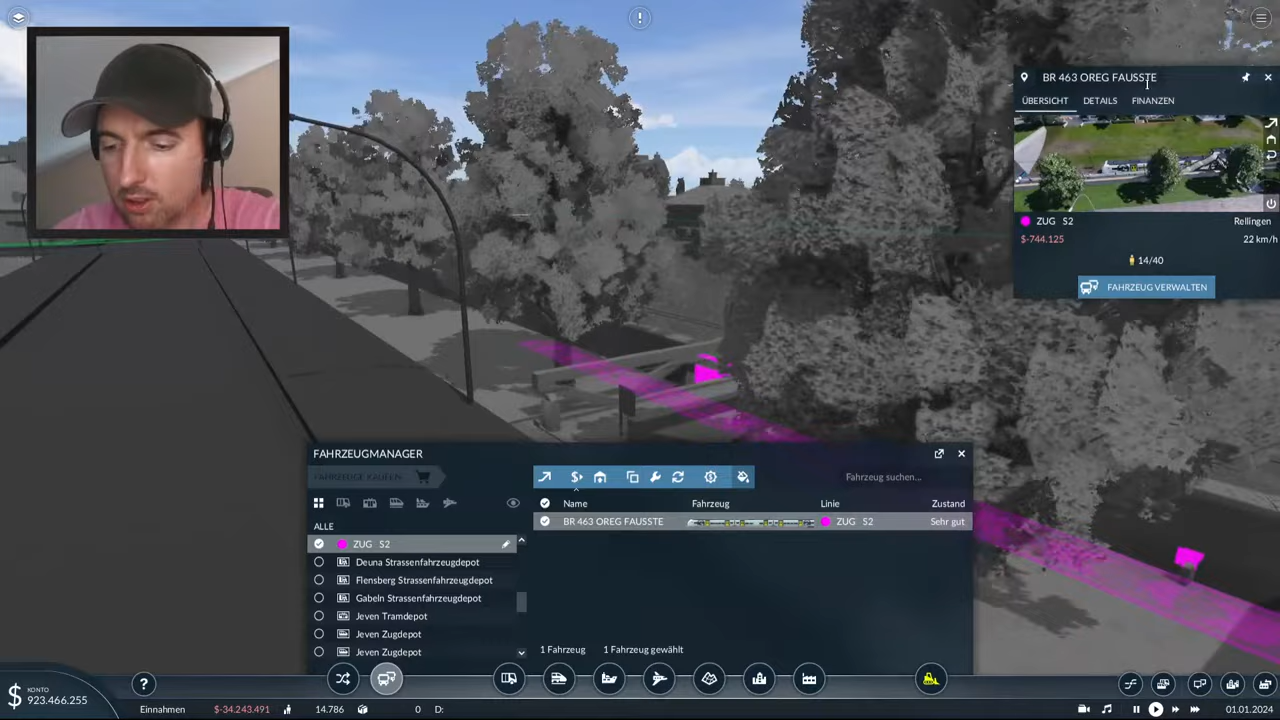 BR 463 OREG FAUSSTE
ÜBERSICHT DETAILS FINANZEN
ZUG S2 Rellingen
$-744.125 22 km/h
14/40
FAHRZEUG VERWALTEN
FAHRZEUGMANAGER
FAHRZEUGE KAUFEN
Fahrzeug suchen...
Name Fahrzeug Linie Zustand
BR 463 OREG FAUSSTE ZUG S2 Sehr gut
ALLE
ZUG S2
Deuna Strassenfahrzeugdepot
Flensberg Strassenfahrzeugdepot
Gabeln Strassenfahrzeugdepot
Jeven Tramdepot
Jeven Zugdepot
Jeven Zugdepot
1 Fahrzeug 1 Fahrzeug gewählt
$ KONTO
923.466.255
?
Einnahmen $-34.243.491 14.786 0 D: 01.01.2024